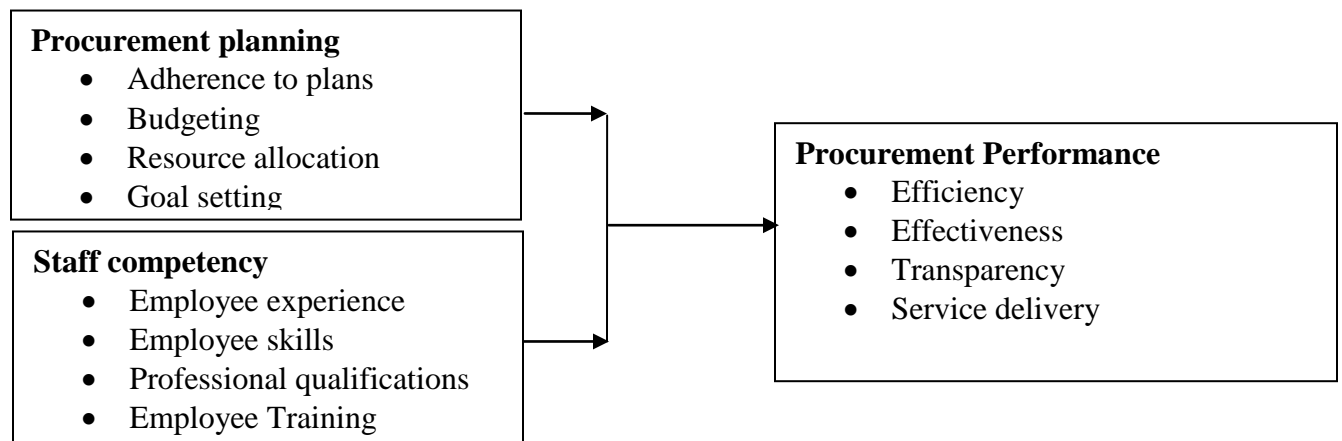 Procurement planning
• Adherence to plans
• Budgeting
• Resource allocation
• Goal setting
Staff competency
• Employee experience
• Employee skills
• Professional qualifications
• Employee Training
Procurement Performance
• Efficiency
• Effectiveness
• Transparency
• Service delivery